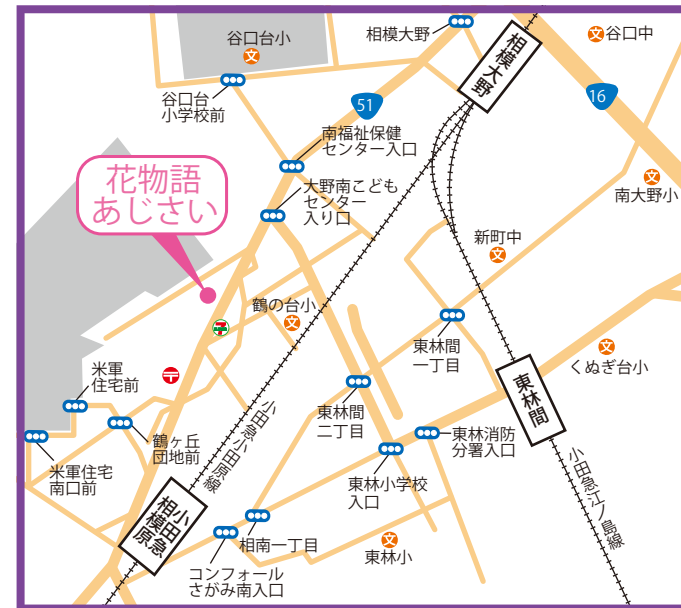 谷口台小
文
相模大野
相模大野
文
谷口中
谷口台
小学校前
51
16
南福祉保健
センター入口
花物語
あじさい
大野南こども
センター
入り口
文
南大野小
新町中
文
鶴の台小
文
東林間
一丁目
文
くぬぎ台小
米軍
住宅前
〒
小田急小田原線
東林間
二丁目
東林間
鶴ヶ丘
団地前
東林消防
分署入口
米軍住宅
南口前
東林小学校
入口
小田急江ノ島線
小田急
相模原
相南一丁目
文
東林小
コンフォール
さがみ南入口